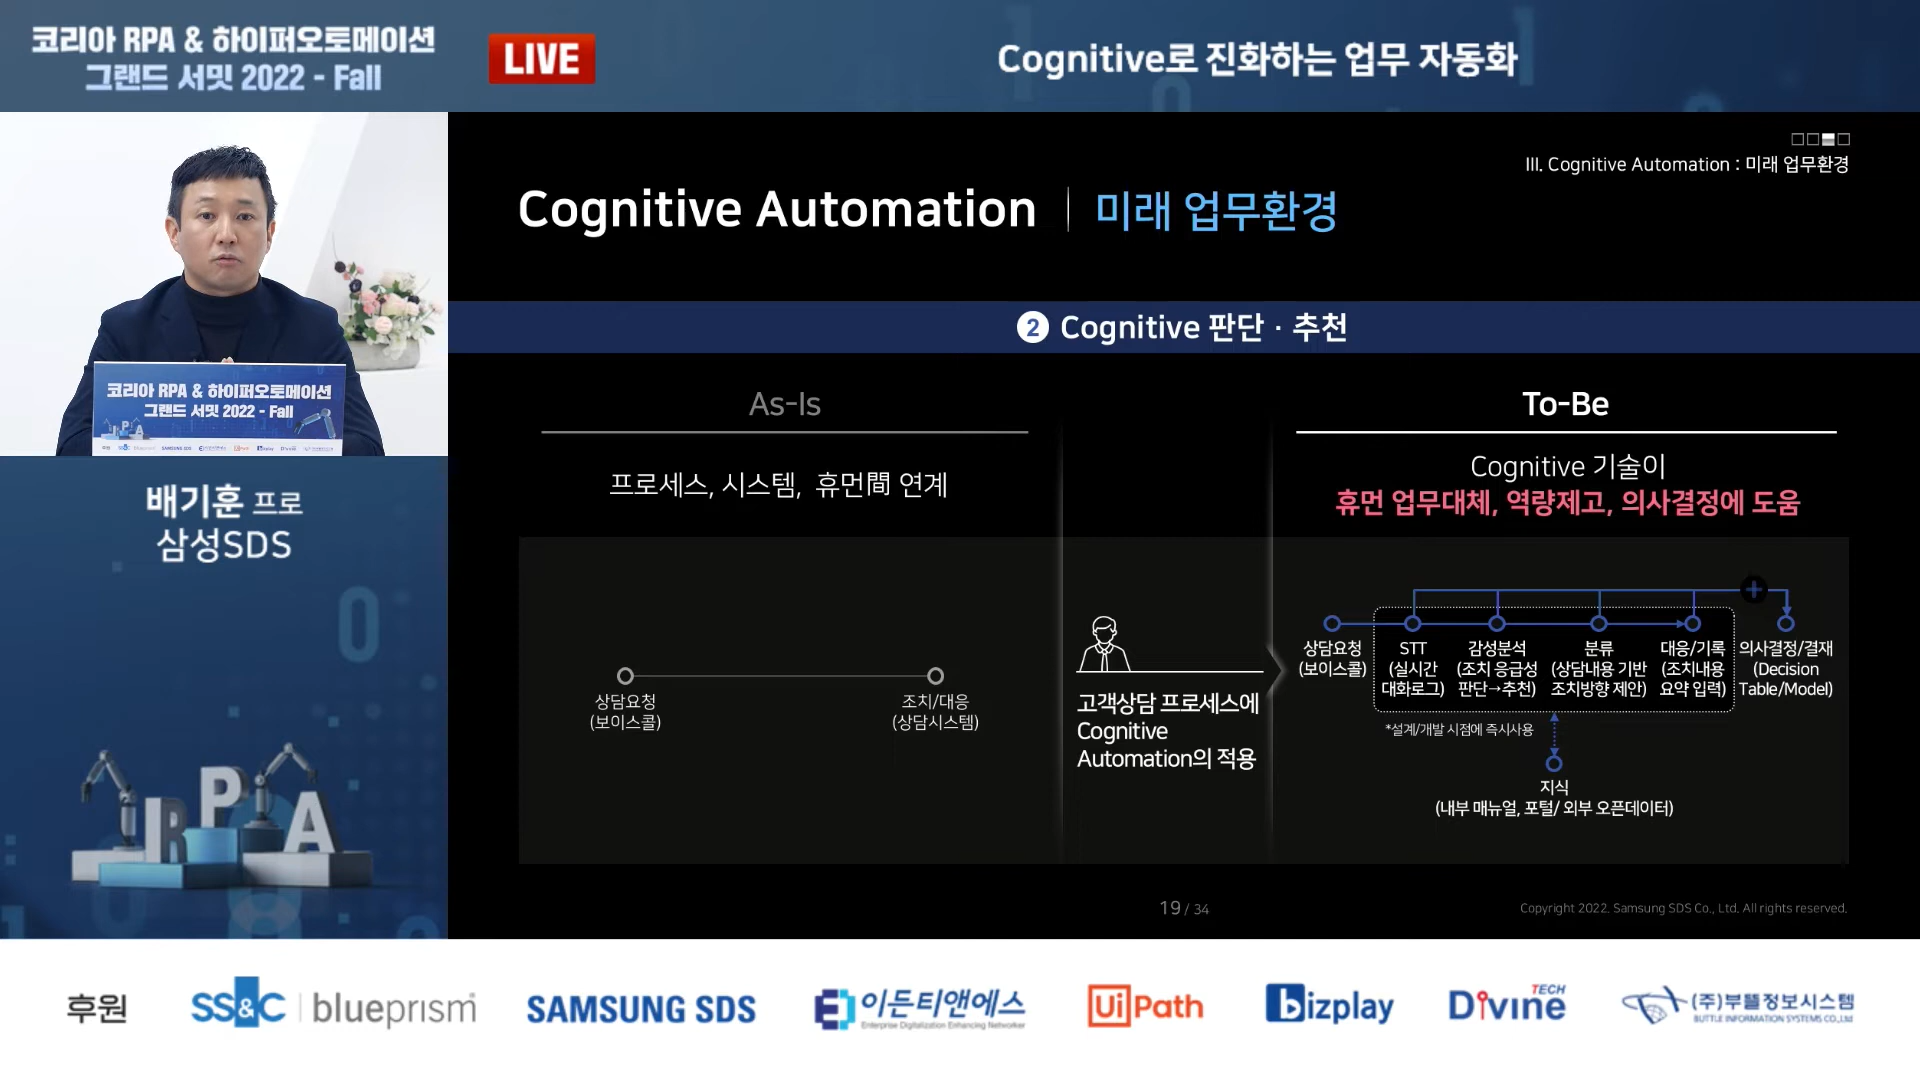 코리아 RPA & 하이퍼오토메이션
그랜드 서밋 2022 - Fall
LIVE
Cognitive로 진화하는 업무 자동화
III. Cognitive Automation : 미래 업무환경
Cognitive Automation | 미래 업무환경
2 Cognitive 판단 · 추천
As-Is
프로세스, 시스템, 휴먼間 연계
상담요청
(보이스콜)
조치/대응
(상담시스템)
고객상담 프로세스에
Cognitive
Automation의 적용
To-Be
Cognitive 기술이
휴먼 업무대체, 역량제고, 의사결정에 도움
상담요청
(보이스콜)
STT
(실시간
대화로그)
감성분석
(조치 응급성
판단→추천)
분류
(상담내용 기반
조치방향 제안)
대응/기록
(조치내용
요약 입력)
의사결정/결재
(Decision
Table/Model)
*설계/개발 시점에 즉시사용
지식
(내부 매뉴얼, 포털/ 외부 오픈데이터)
19 / 34
Copyright 2022. Samsung SDS Co., Ltd. All rights reserved.
코리아 RPA & 하이퍼오토메이션
그랜드 서밋 2022 - Fall
RPA
배기훈 프로
삼성SDS
RPA
후원
SS&C | blueprism
SAMSUNG SDS
이든티앤에스
Enterprise Digitalization Enhancing Networker
UiPath
bizplay
Divine TECH
(주)부뜰정보시스템
BUTTLE INFORMATION SYSTEMS CO.,Ltd